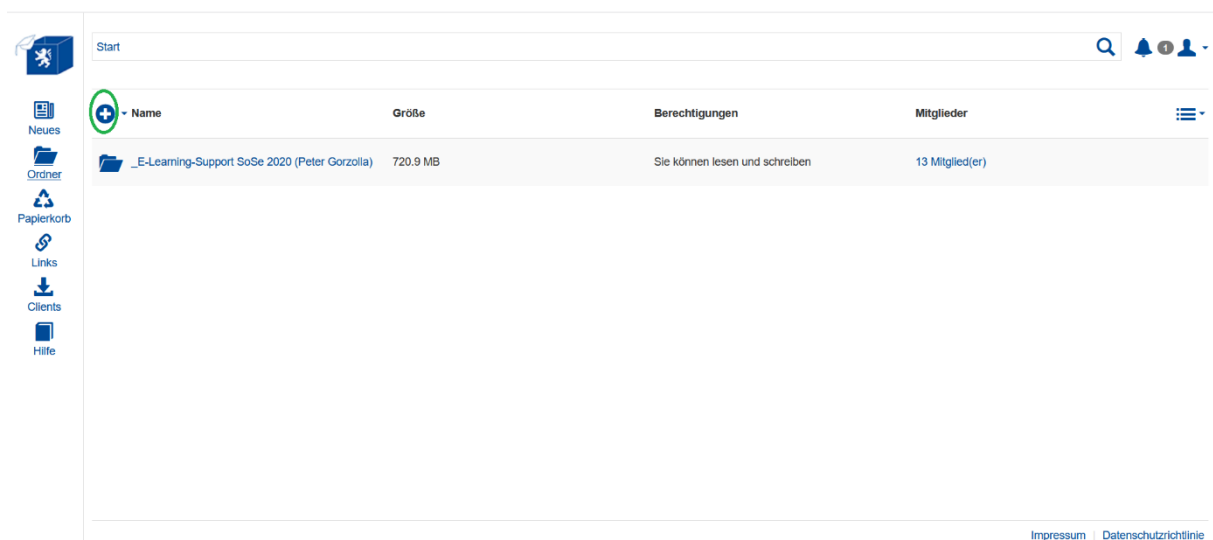 Start
1
Neues
Ordner
Papierkorb
Links
Clients
Hilfe
Name Größe Berechtigungen Mitglieder
_E-Learning-Support SoSe 2020 (Peter Gorzolla) 720.9 MB Sie können lesen und schreiben 13 Mitglied(er)
Impressum | Datenschutzrichtlinie